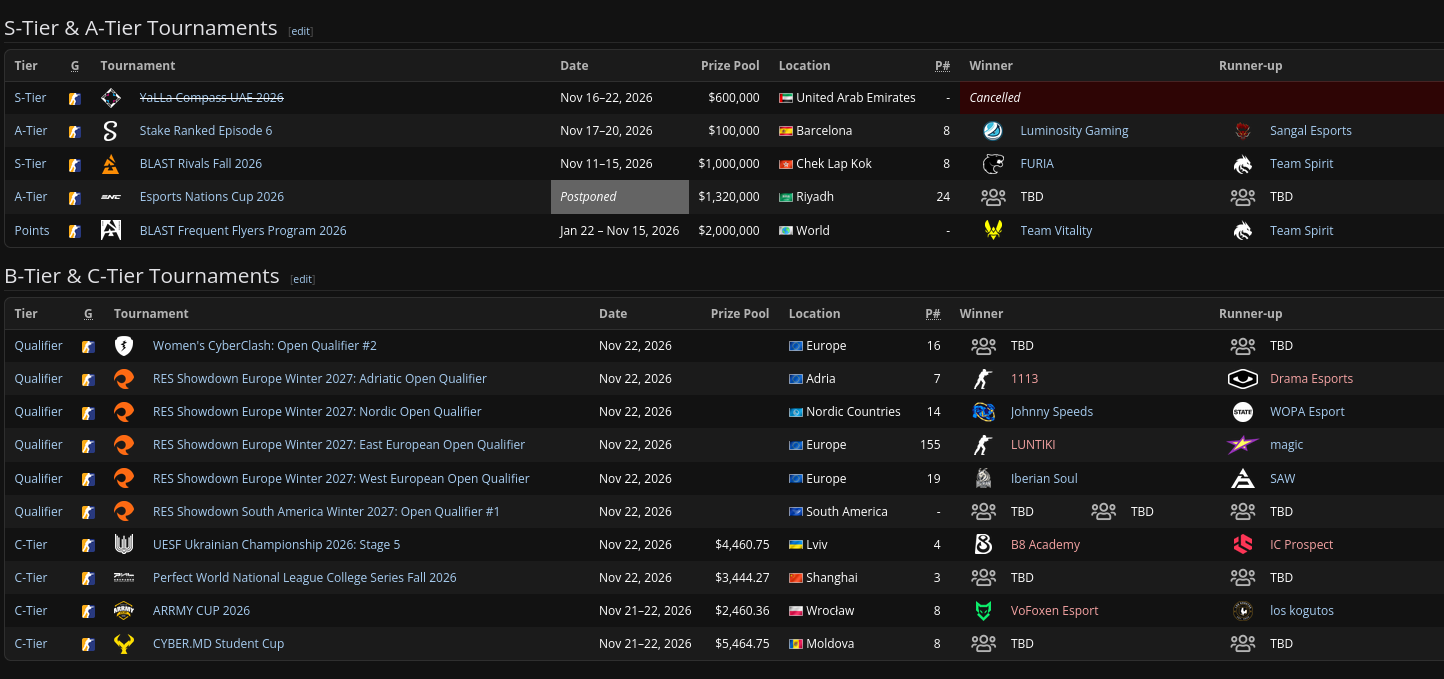 S-Tier & A-Tier Tournaments [edit]
Tier G Tournament Date Prize Pool Location P# Winner Runner-up
S-Tier YaLLa Compass UAE 2026 Nov 16–22, 2026 $600,000 United Arab Emirates - Cancelled
A-Tier Stake Ranked Episode 6 Nov 17–20, 2026 $100,000 Barcelona 8 Luminosity Gaming Sangal Esports
S-Tier BLAST Rivals Fall 2026 Nov 11–15, 2026 $1,000,000 Chek Lap Kok 8 FURIA Team Spirit
A-Tier ENC Esports Nations Cup 2026 Postponed $1,320,000 Riyadh 24 TBD TBD
Points BLAST Frequent Flyers Program 2026 Jan 22 – Nov 15, 2026 $2,000,000 World - Team Vitality Team Spirit
B-Tier & C-Tier Tournaments [edit]
Tier G Tournament Date Prize Pool Location P# Winner Runner-up
Qualifier Women's CyberClash: Open Qualifier #2 Nov 22, 2026 Europe 16 TBD TBD
Qualifier RES Showdown Europe Winter 2027: Adriatic Open Qualifier Nov 22, 2026 Adria 7 1113 Drama Esports
Qualifier RES Showdown Europe Winter 2027: Nordic Open Qualifier Nov 22, 2026 Nordic Countries 14 Johnny Speeds STATE WOPA Esport
Qualifier RES Showdown Europe Winter 2027: East European Open Qualifier Nov 22, 2026 Europe 155 LUNTIKI magic
Qualifier RES Showdown Europe Winter 2027: West European Open Qualifier Nov 22, 2026 Europe 19 Iberian Soul SAW
Qualifier RES Showdown South America Winter 2027: Open Qualifier #1 Nov 22, 2026 South America - TBD TBD TBD
C-Tier UESF Ukrainian Championship 2026: Stage 5 Nov 22, 2026 $4,460.75 Lviv 4 B8 Academy IC Prospect
C-Tier Perfect World National League College Series Fall 2026 Nov 22, 2026 $3,444.27 Shanghai 3 TBD TBD
C-Tier ARRMY ARRMY CUP 2026 Nov 21–22, 2026 $2,460.36 Wrocław 8 VoFoxen Esport los kogutos
C-Tier CYBER.MD Student Cup Nov 21–22, 2026 $5,464.75 Moldova 8 TBD TBD